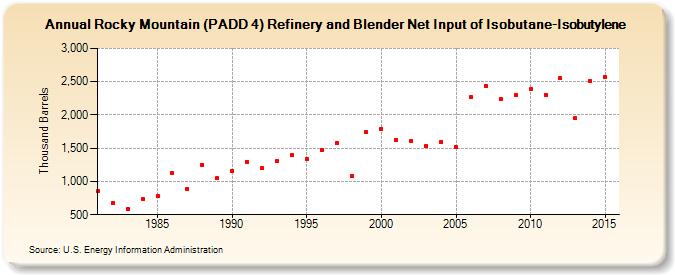 Annual Rocky Mountain (PADD 4) Refinery and Blender Net Input of Isobutane-Isobutylene
Thousand Barrels
3,000
2,500
2,000
1,500
1,000
500
1985 1990 1995 2000 2005 2010 2015
Source: U.S. Energy Information Administration